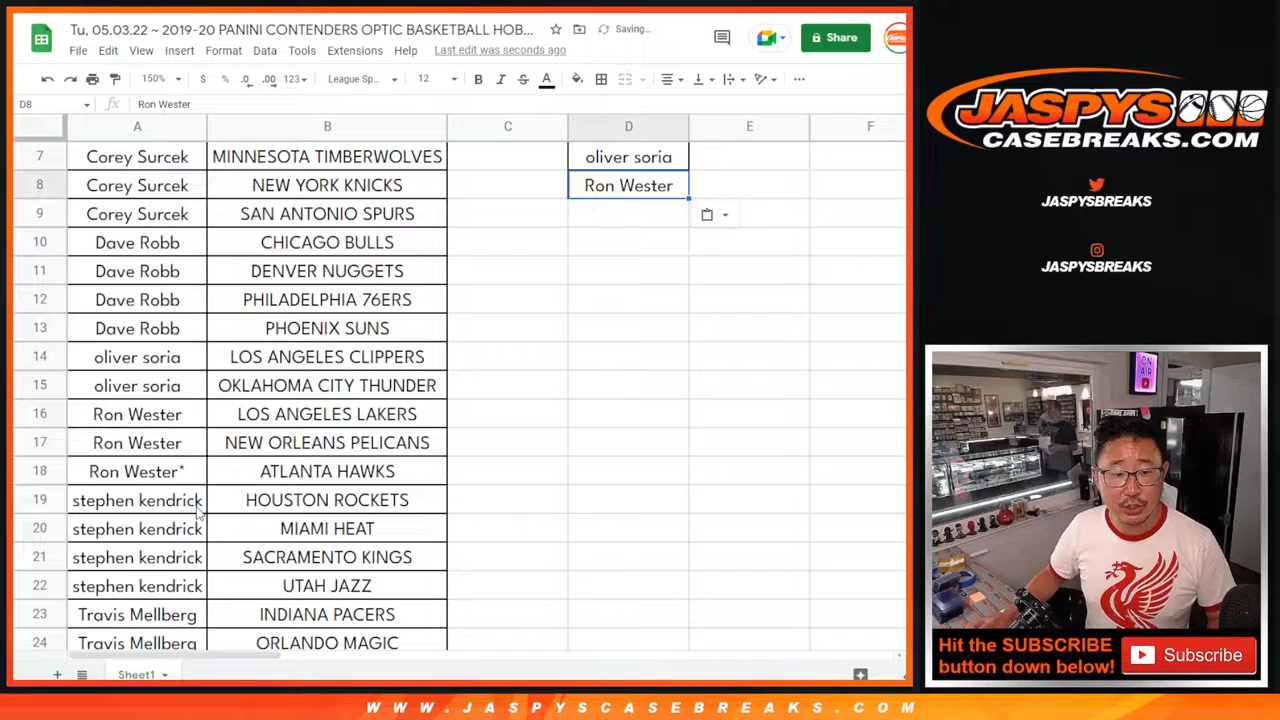 Tu, 05.03.22 ~ 2019-20 PANINI CONTENDERS OPTIC BASKETBALL HOB... Saving...
File Edit View Insert Format Data Tools Extensions Help Last edit was seconds ago
Share
150% $ % .0 .00 123 League Sp... 12 B I S A
D8 fx Ron Wester
A B C D E F
7 Corey Surcek MINNESOTA TIMBERWOLVES oliver soria
8 Corey Surcek NEW YORK KNICKS Ron Wester
9 Corey Surcek SAN ANTONIO SPURS
10 Dave Robb CHICAGO BULLS
11 Dave Robb DENVER NUGGETS
12 Dave Robb PHILADELPHIA 76ERS
13 Dave Robb PHOENIX SUNS
14 oliver soria LOS ANGELES CLIPPERS
15 oliver soria OKLAHOMA CITY THUNDER
16 Ron Wester LOS ANGELES LAKERS
17 Ron Wester NEW ORLEANS PELICANS
18 Ron Wester* ATLANTA HAWKS
19 stephen kendrick HOUSTON ROCKETS
20 stephen kendrick MIAMI HEAT
21 stephen kendrick SACRAMENTO KINGS
22 stephen kendrick UTAH JAZZ
23 Travis Mellberg INDIANA PACERS
24 Travis Mellberg ORLANDO MAGIC
Sheet1
JASPYS
CASEBREAKS.COM
JASPYSBREAKS
JASPYSBREAKS
ON
AIR
Hit the SUBSCRIBE
button down below!
Subscribe
WWW.JASPYSCASEBREAKS.COM